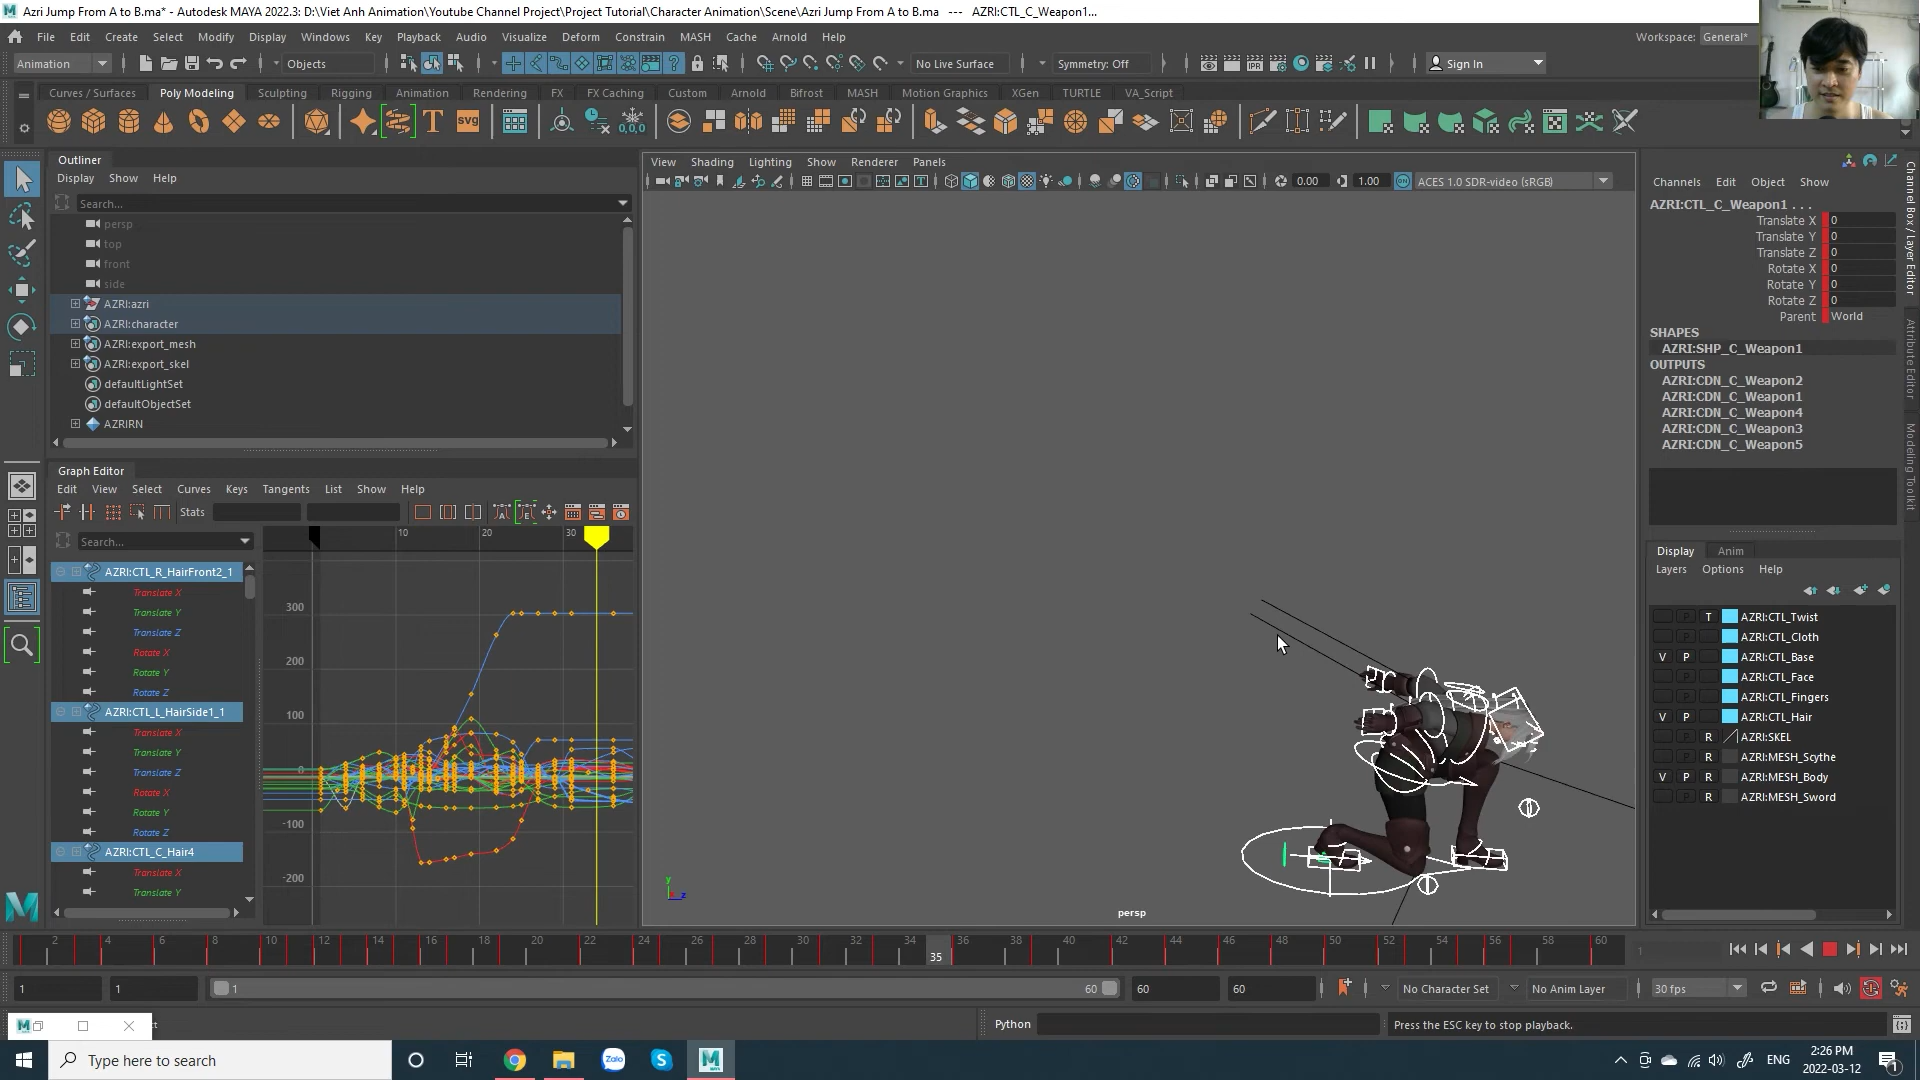 Azri Jump From A to B.ma* - Autodesk MAYA 2022.3: D:\Viet Anh Animation\Youtube Channel Project\Project Tutorial\Character Animation\Scene\Azri Jump From A to B.ma --- AZRI:CTL_C_Weapon1...
File Edit Create Select Modify Display Windows Key Playback Audio Visualize Deform Constrain MASH Cache Arnold Help Workspace: General*
Animation Objects No Live Surface Symmetry: Off Sign In
Curves / Surfaces Poly Modeling Sculpting Rigging Animation Rendering FX FX Caching Custom Arnold Bifrost MASH Motion Graphics XGen TURTLE VA_Script
T svg 0,0,0
Outliner
Display Show Help
Search...
persp
top
front
side
AZRI:azri
AZRI:character
AZRI:export_mesh
AZRI:export_skel
defaultLightSet
defaultObjectSet
AZRIRN
View Shading Lighting Show Renderer Panels
0.00 1.00 ACES 1.0 SDR-video (sRGB)
persp
Graph Editor
Edit View Select Curves Keys Tangents List Show Help
Stats
Search...
AZRI:CTL_R_HairFront2_1
Translate X
Translate Y
Translate Z
Rotate X
Rotate Y
Rotate Z
AZRI:CTL_L_HairSide1_1
Translate X
Translate Y
Translate Z
Rotate X
Rotate Y
Rotate Z
AZRI:CTL_C_Hair4
Translate X
Translate Y
10 20 30
300
200
100
0
-100
-200
Channels Edit Object Show
AZRI:CTL_C_Weapon1 . . .
Translate X 0
Translate Y 0
Translate Z 0
Rotate X 0
Rotate Y 0
Rotate Z 0
Parent World
SHAPES
AZRI:SHP_C_Weapon1
OUTPUTS
AZRI:CDN_C_Weapon2
AZRI:CDN_C_Weapon1
AZRI:CDN_C_Weapon4
AZRI:CDN_C_Weapon3
AZRI:CDN_C_Weapon5
Channel Box / Layer Editor
Attribute Editor
Modeling Toolkit
Display Anim
Layers Options Help
T AZRI:CTL_Twist
AZRI:CTL_Cloth
V P AZRI:CTL_Base
AZRI:CTL_Face
AZRI:CTL_Fingers
V P AZRI:CTL_Hair
R AZRI:SKEL
R AZRI:MESH_Scythe
V P R AZRI:MESH_Body
R AZRI:MESH_Sword
2 4 6 8 10 12 14 16 18 20 22 24 26 28 30 32 34 36 38 40 42 44 46 48 50 52 54 56 58 60
35
1
1 1 1 60 60 60 No Character Set No Anim Layer 30 fps
Python Press the ESC key to stop playback.
Type here to search
Zalo
ENG
2:26 PM
2022-03-12